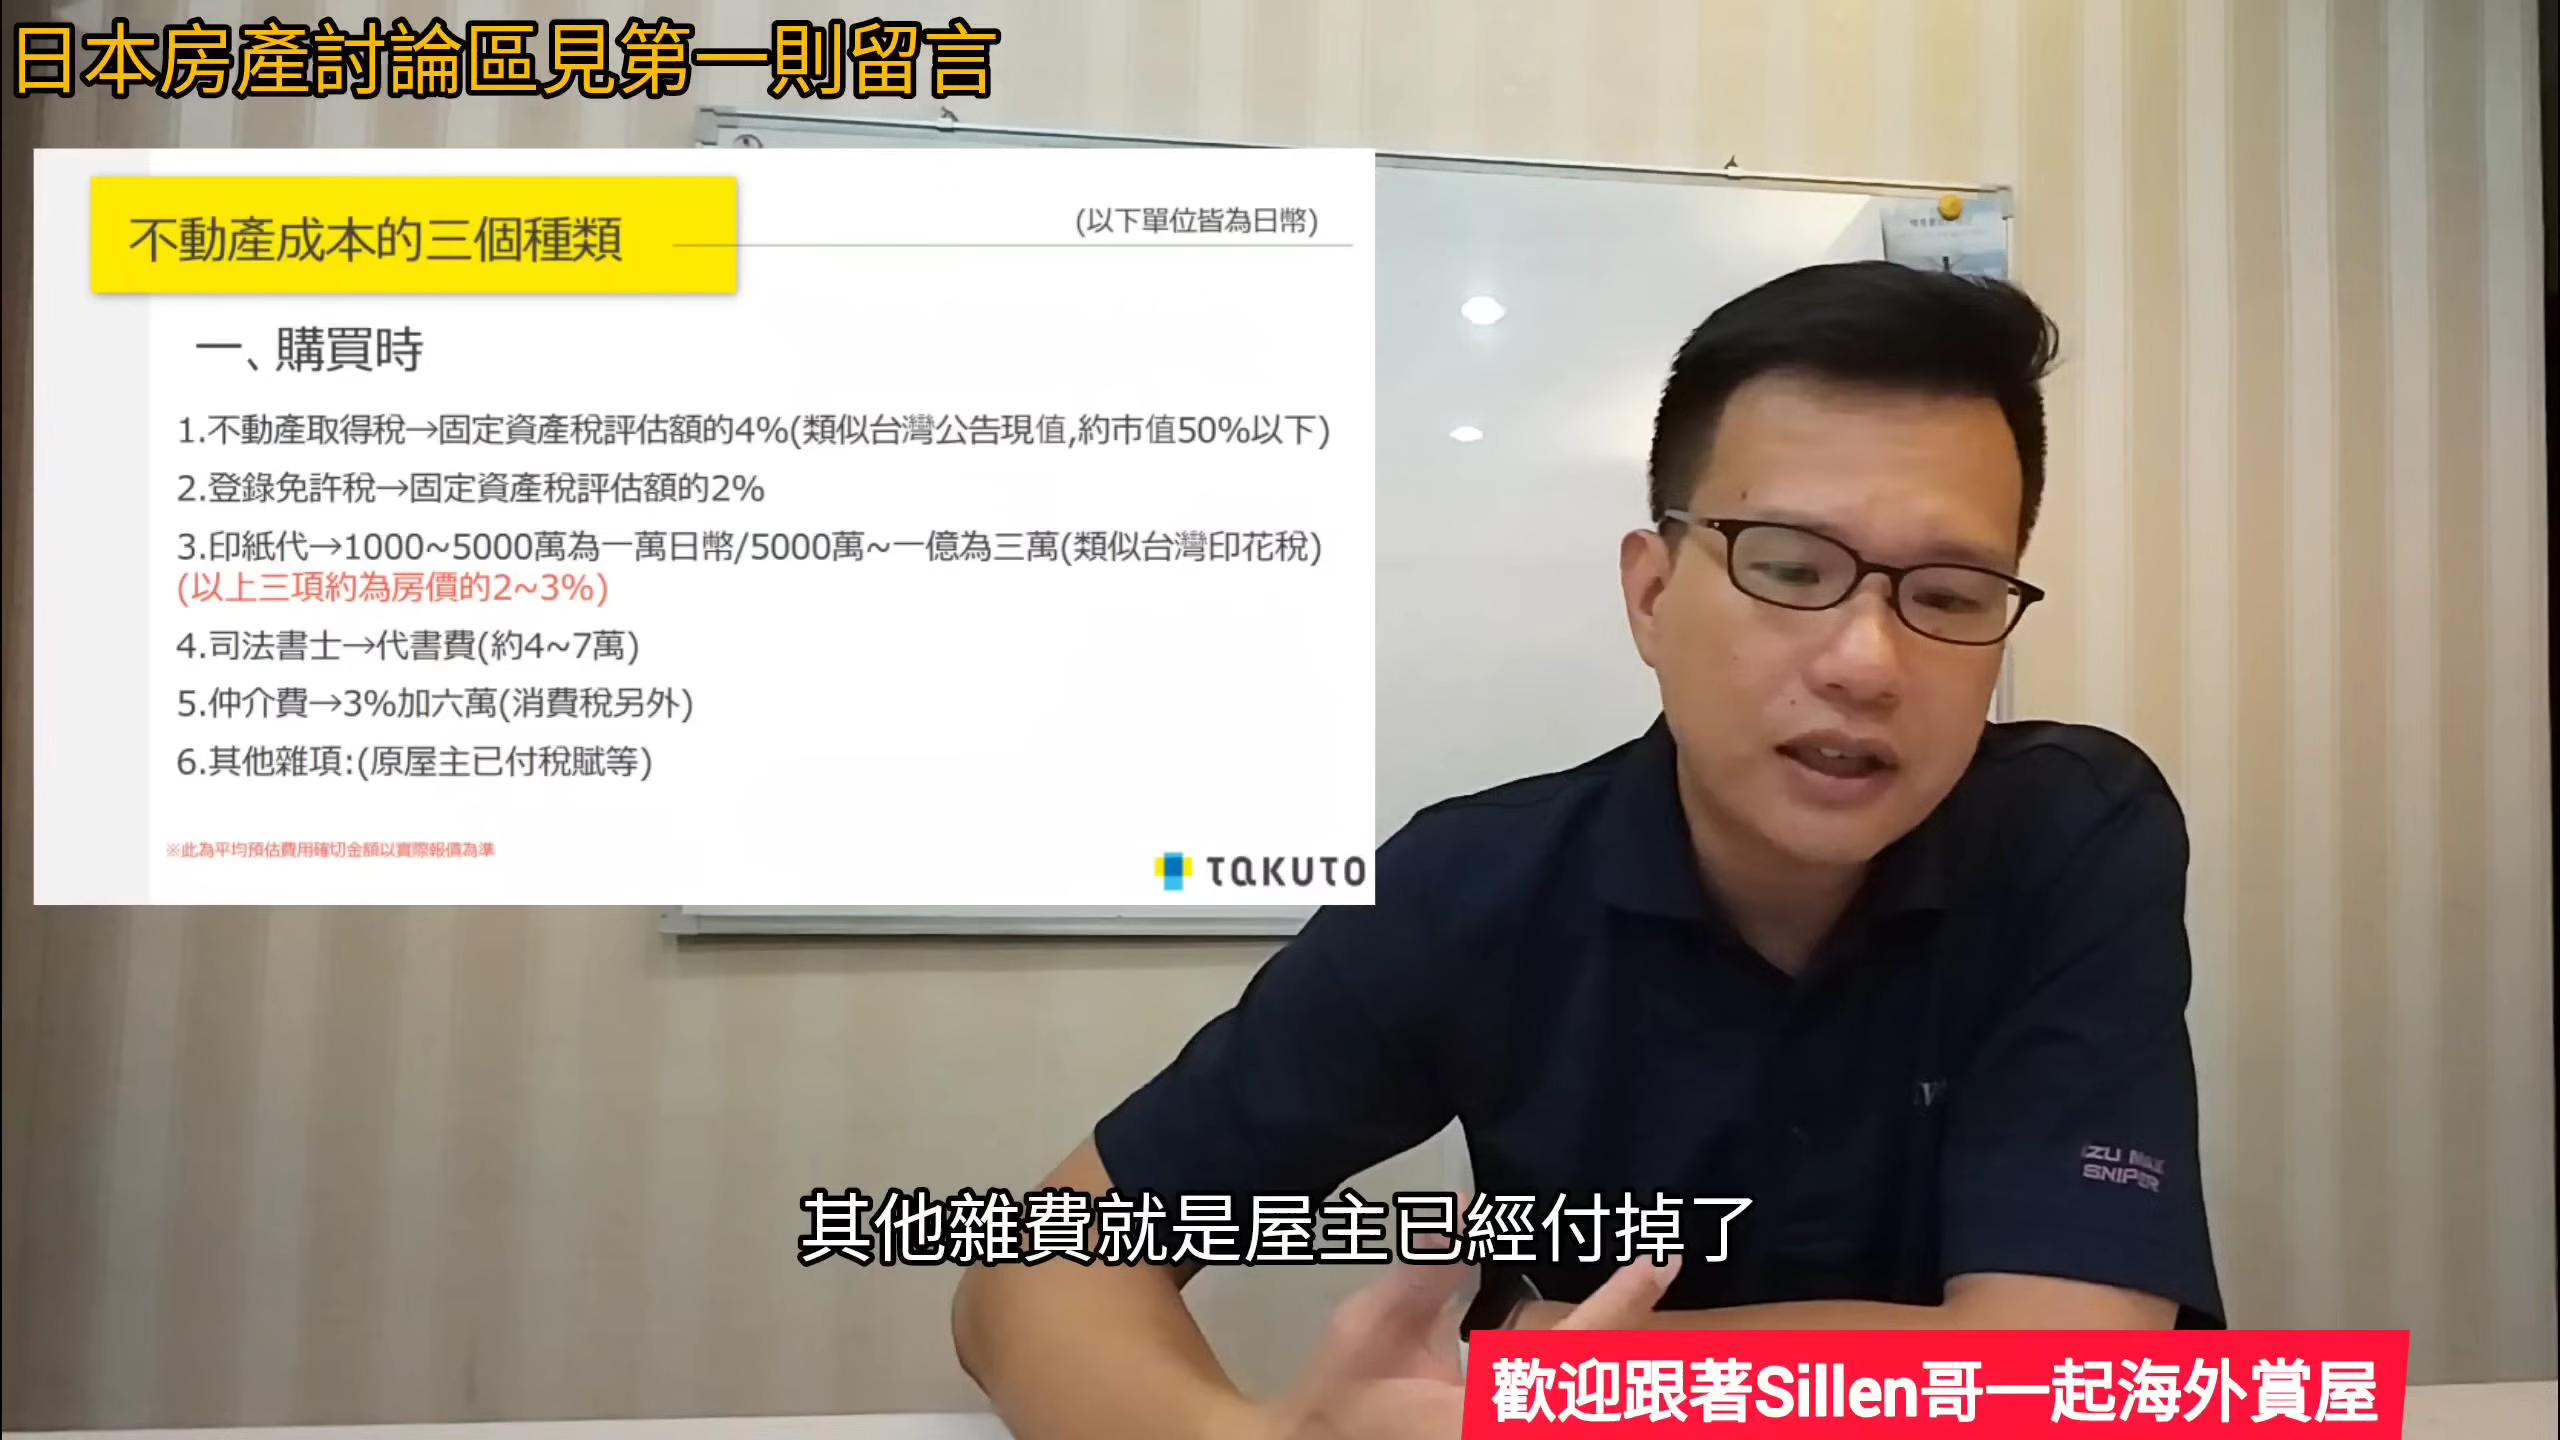 日本房產討論區見第一則留言
不動產成本的三個種類
(以下單位皆為日幣)
一、購買時
1.不動產取得稅→固定資產稅評估額的4%(類似台灣公告現值,約市值50%以下)
2.登錄免許稅→固定資產稅評估額的2%
3.印紙代→1000~5000萬為一萬日幣/5000萬~一億為三萬(類似台灣印花稅)
(以上三項約為房價的2~3%)
4.司法書士→代書費(約4~7萬)
5.仲介費→3%加六萬(消費稅另外)
6.其他雜項:(原屋主已付稅賦等)
※此為平均預估費用確切金額以實際報價為準
TAKUTO
SNIPER
其他雜費就是屋主已經付掉了
歡迎跟著Sillen哥一起海外賞屋